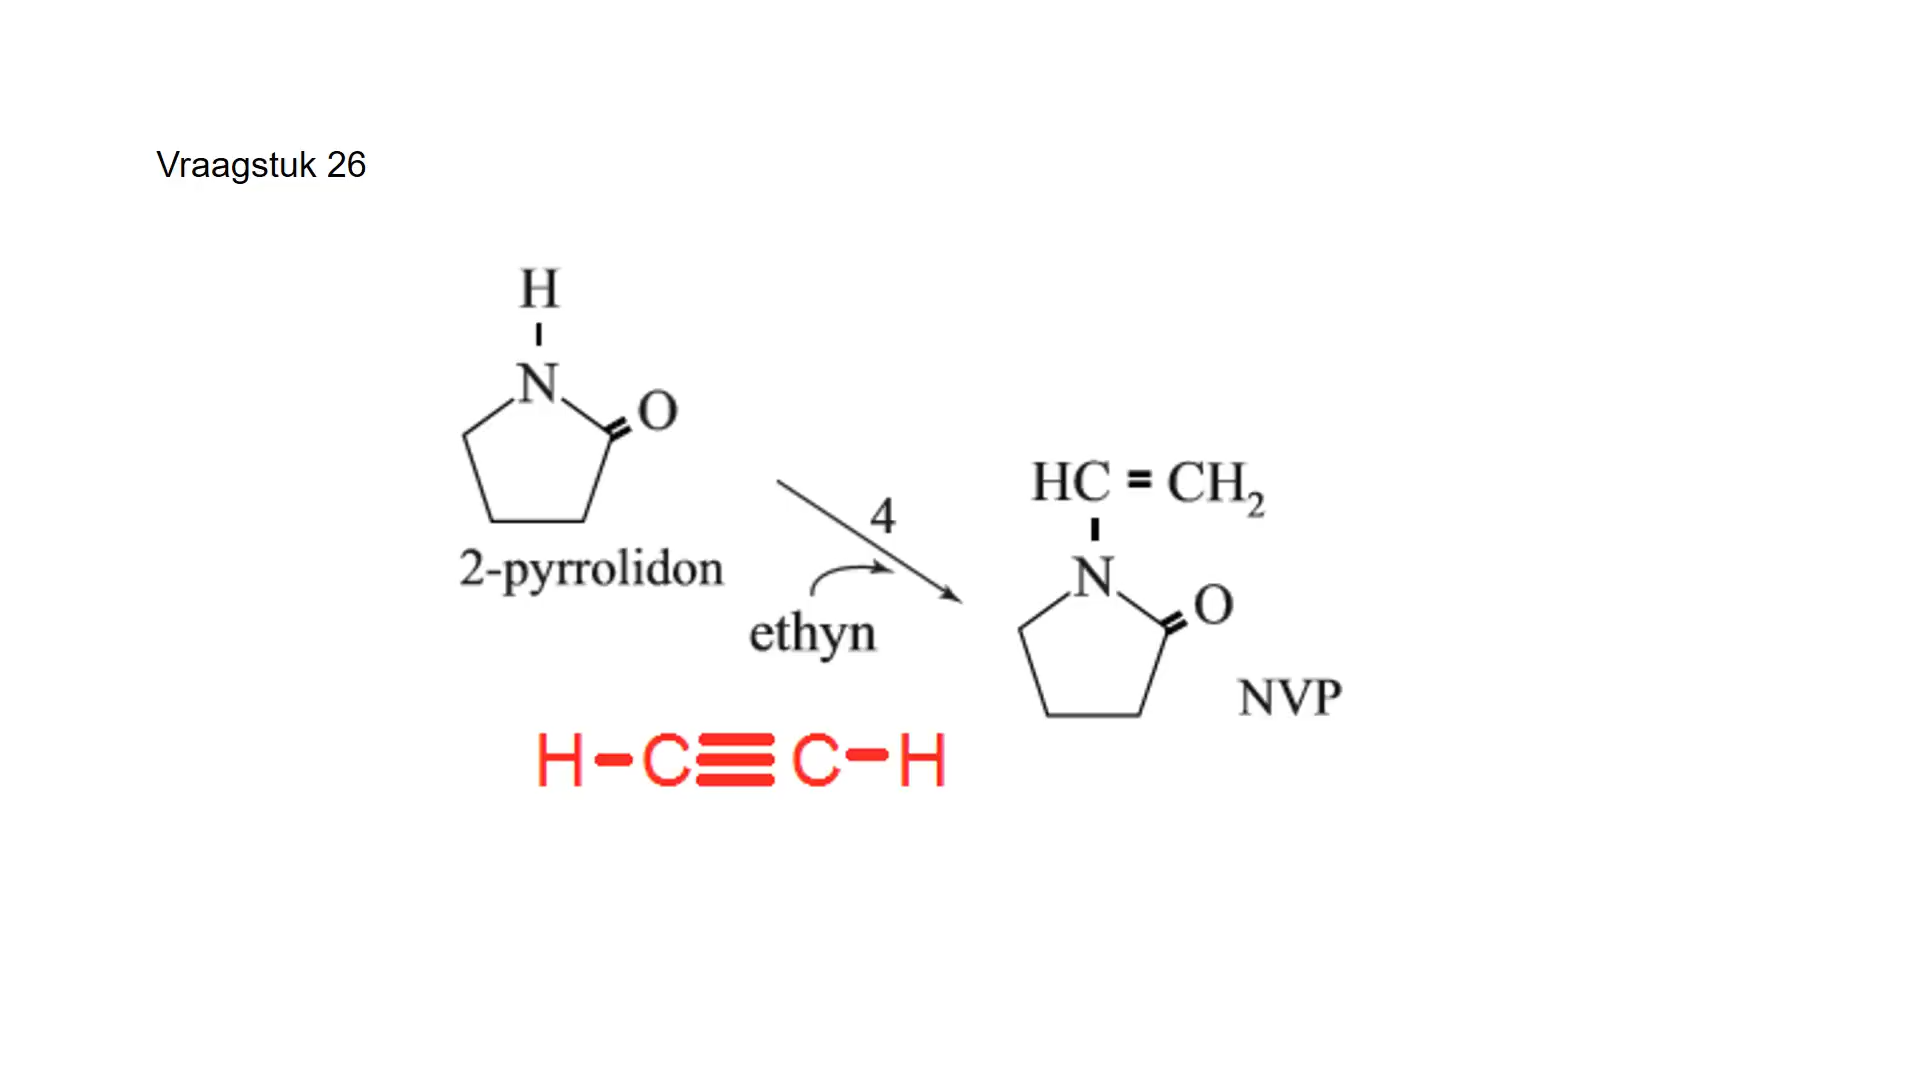 Vraagstuk 26
H
N
O
2-pyrrolidon
4
ethyn
HC = CH₂
N
O
NVP
H-C≡C-H